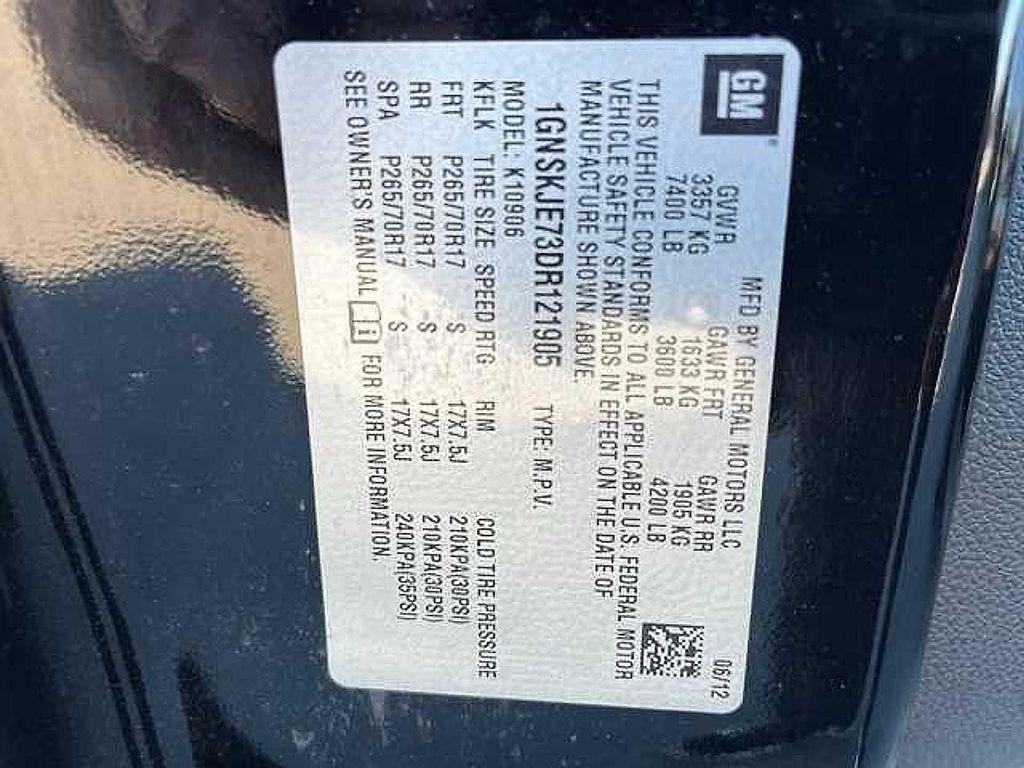 GM
MFD BY GENERAL MOTORS LLC 06/12
GVWR GAWR FRT GAWR RR
3357 KG 1633 KG 1905 KG
7400 LB 3600 LB 4200 LB
THIS VEHICLE CONFORMS TO ALL APPLICABLE U.S. FEDERAL MOTOR
VEHICLE SAFETY STANDARDS IN EFFECT ON THE DATE OF
MANUFACTURE SHOWN ABOVE
1GNSKJE73DR121905 TYPE: M.P.V.
MODEL: K10906
KFLK TIRE SIZE SPEED RTG RIM COLD TIRE PRESSURE
FRT P265/70R17 S 17X7.5J 210KPA(30PSI)
RR P265/70R17 S 17X7.5J 210KPA(30PSI)
SPA P265/70R17 S 17X7.5J 240KPA(35PSI)
SEE OWNER'S MANUAL i FOR MORE INFORMATION